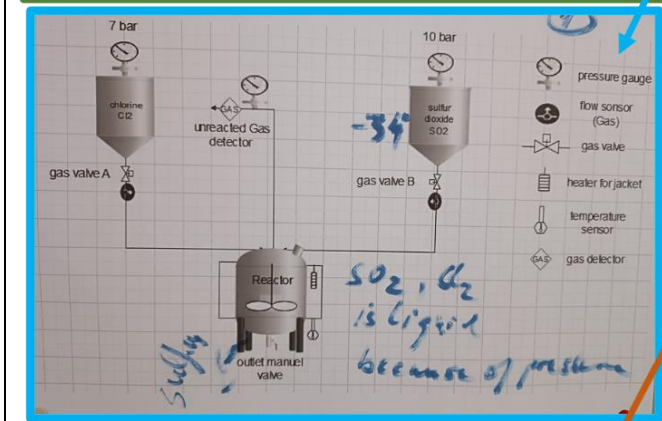 7 bar
10 bar
chlorine
Cl2
GAS
unreacted Gas
detector
sulfur
dioxide
SO2
-34°
gas valve A
gas valve B
Reactor
outlet manuel
valve
SO2, Cl2
is liquid
because of pressure
pressure gauge
flow sonsor
(Gas)
gas valve
heater for jacket
temperature
sensor
GAS
gas detector